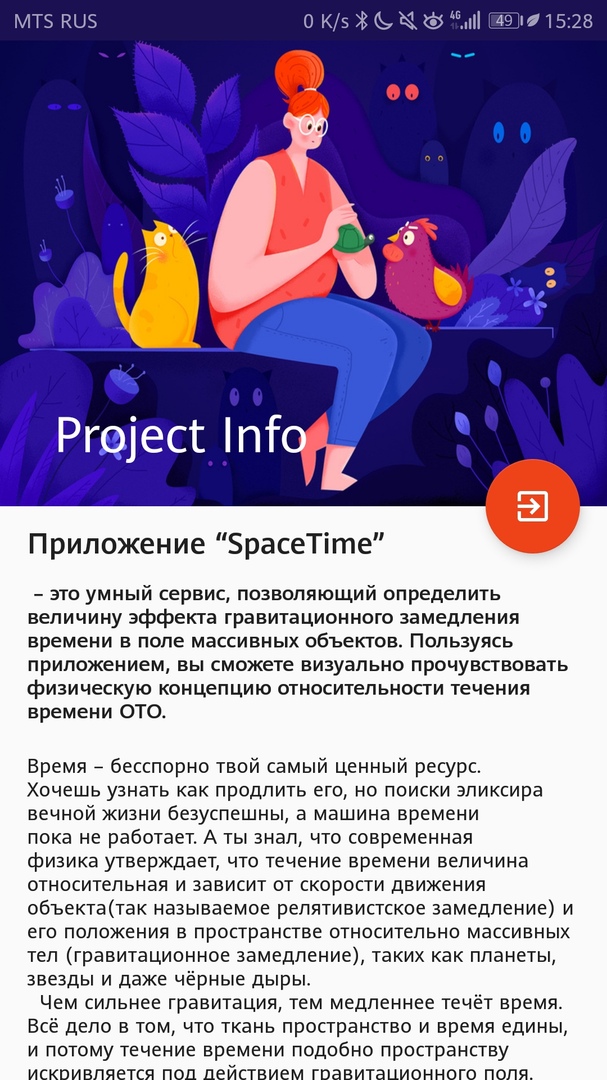 MTS RUS 0 K/s 4G 49 15:28
Project Info
Приложение “SpaceTime”
– это умный сервис, позволяющий определить
величину эффекта гравитационного замедления
времени в поле массивных объектов. Пользуясь
приложением, вы сможете визуально прочувствовать
физическую концепцию относительности течения
времени ОТО.
Время – бесспорно твой самый ценный ресурс.
Хочешь узнать как продлить его, но поиски эликсира
вечной жизни безуспешны, а машина времени
пока не работает. А ты знал, что современная
физика утверждает, что течение времени величина
относительная и зависит от скорости движения
объекта(так называемое релятивистское замедление) и
его положения в пространстве относительно массивных
тел (гравитационное замедление), таких как планеты,
звезды и даже чёрные дыры.
Чем сильнее гравитация, тем медленнее течёт время.
Всё дело в том, что ткань пространство и время едины,
и потому течение времени подобно пространству
искривляется под действием гравитационного поля.